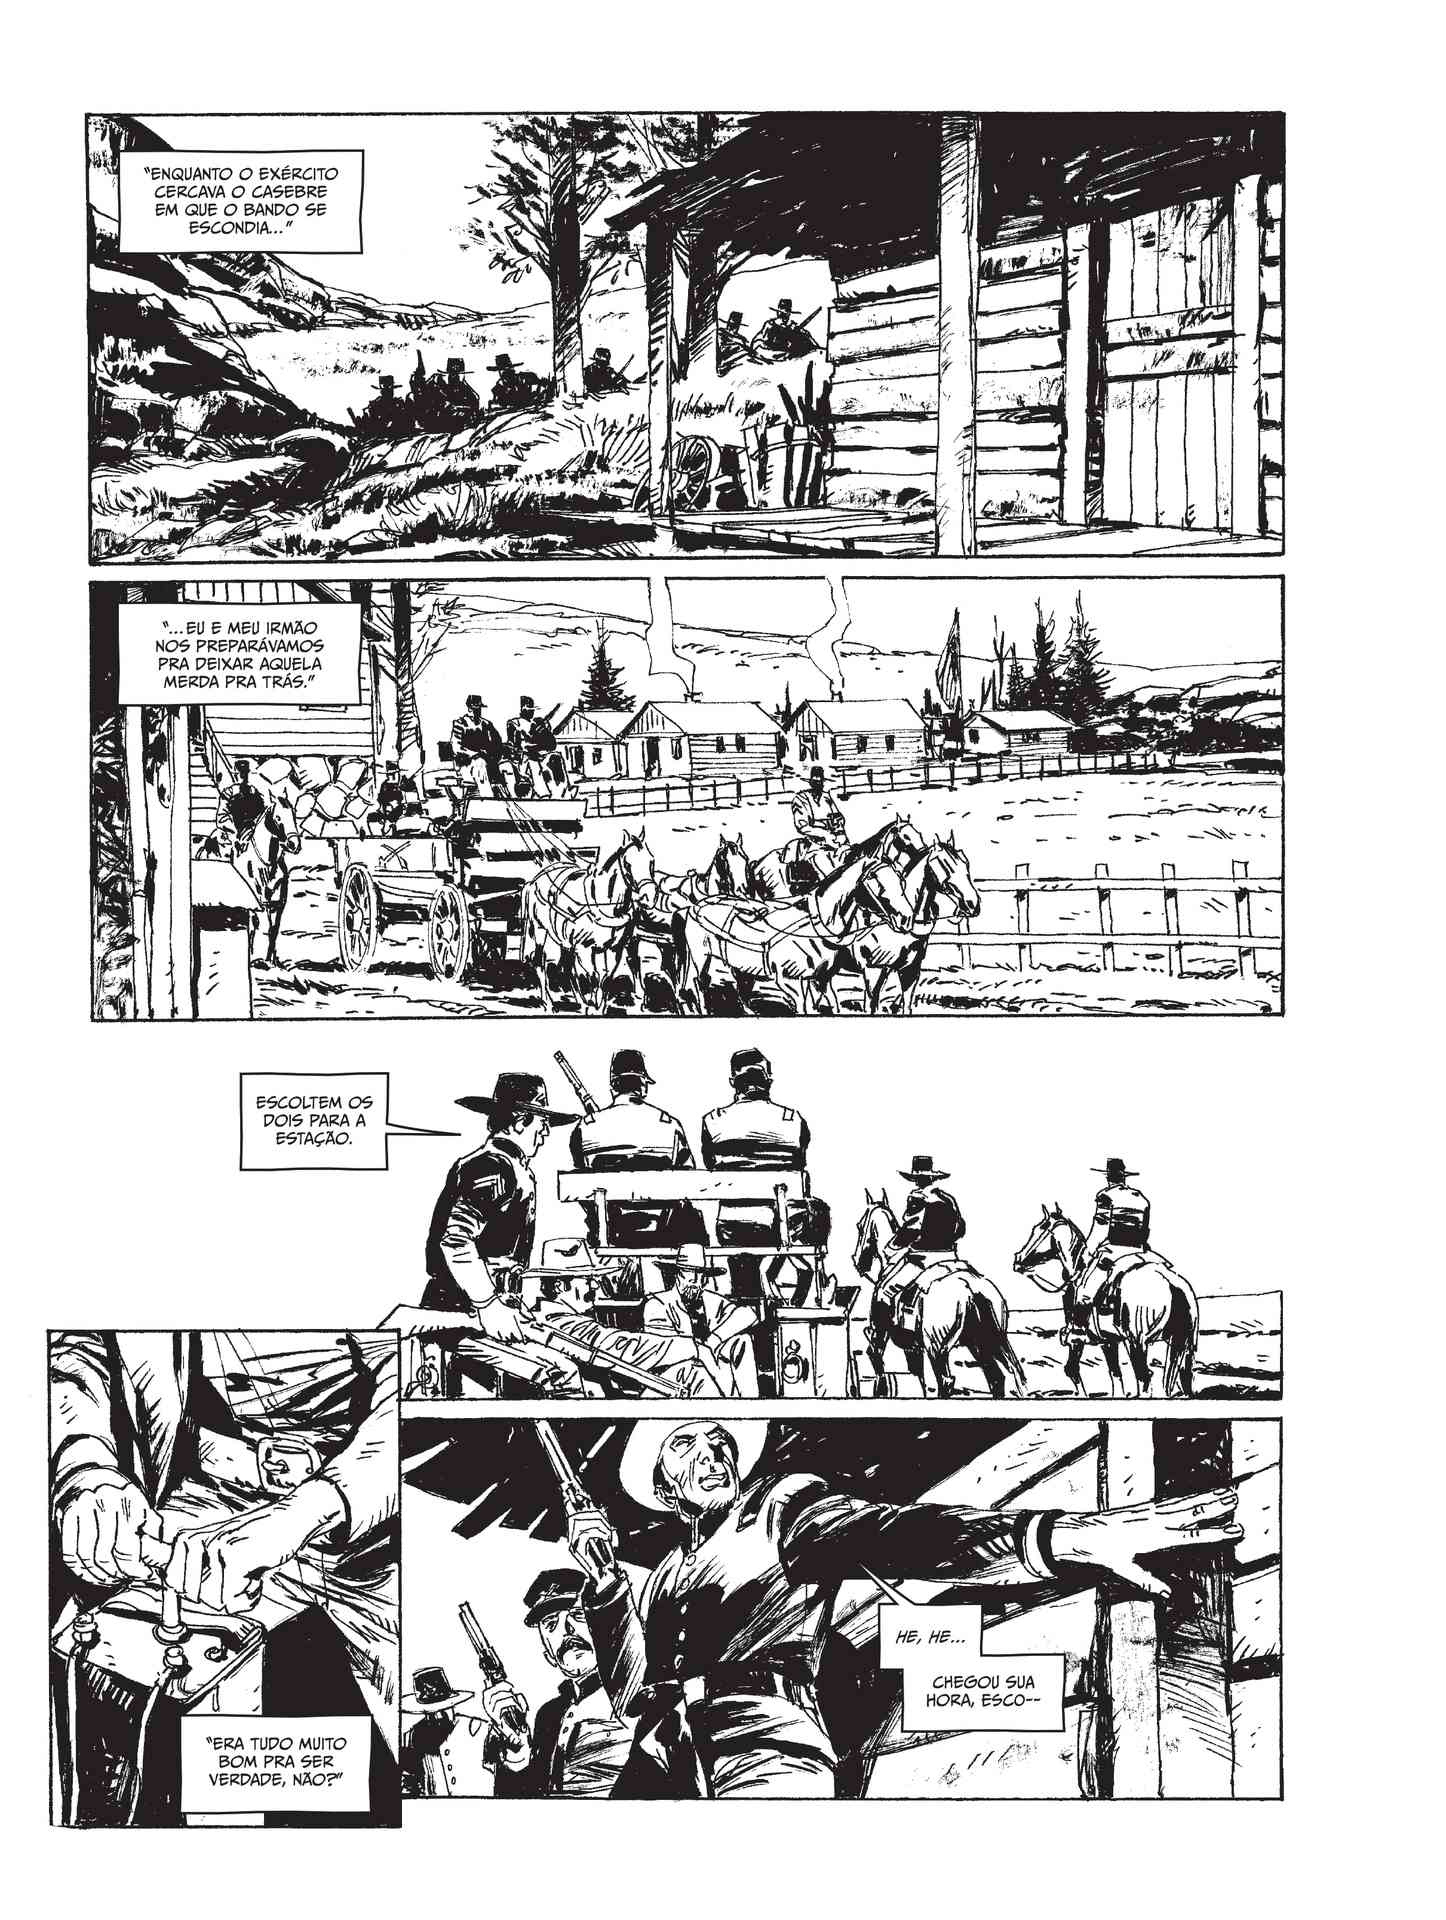 “ENQUANTO O EXÉRCITO
CERCAVA O CASEBRE
EM QUE O BANDO SE
ESCONDIA...”
“...EU E MEU IRMÃO
NOS PREPARÁVAMOS
PRA DEIXAR AQUELA
MERDA PRA TRÁS.”
ESCOLTEM OS
DOIS PARA A
ESTAÇÃO.
“ERA TUDO MUITO
BOM PRA SER
VERDADE, NÃO?”
HE, HE...
CHEGOU SUA
HORA, ESCO--